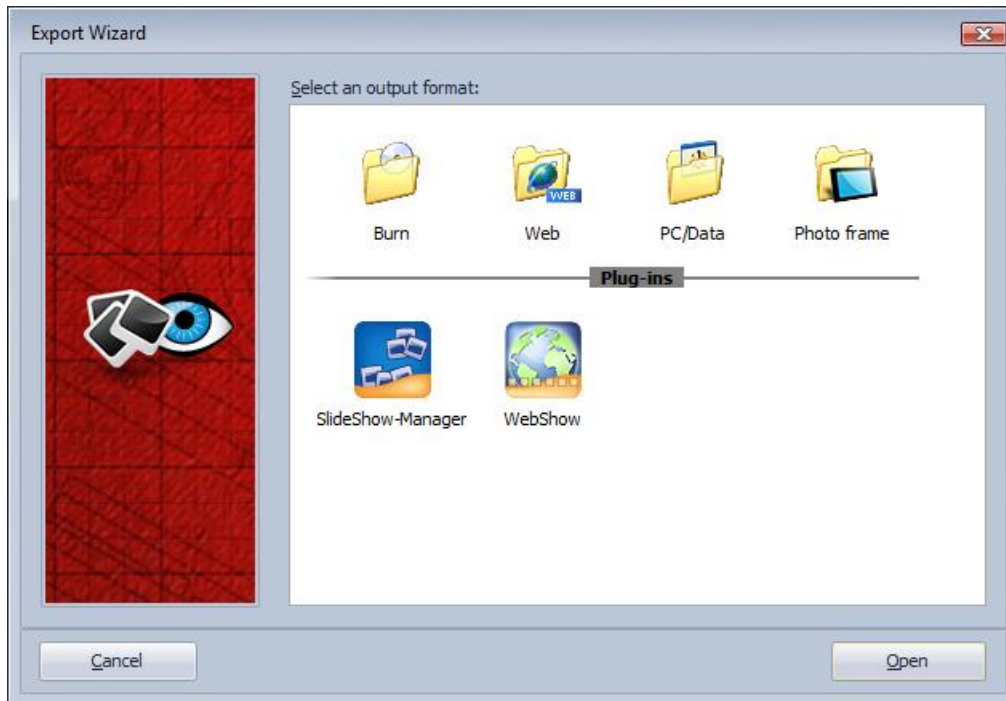 Export Wizard
Select an output format:
Burn
Web
WEB
PC/Data
Photo frame
Plug-ins
SlideShow-Manager
WebShow
Cancel
Open